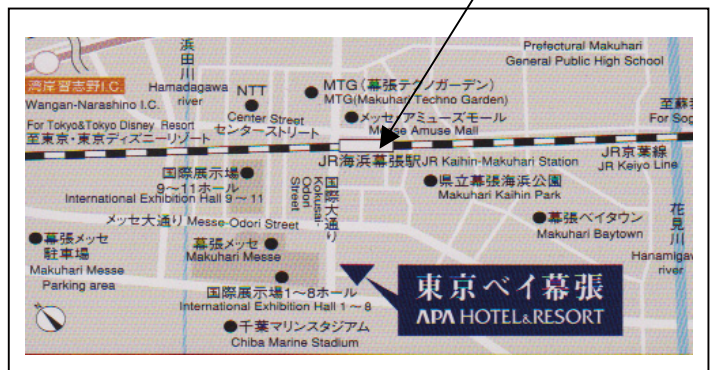 浜田川
Hamadagawa
river
Prefectural Makuhari
General Public High School
湾岸習志野I.C.
Wangan-Narashino I.C.
NTT
MTG（幕張テクノガーデン）
MTG(Makuhari Techno Garden)
Center Street
センターストリート
メッセアミューズモール
Messe Amuse Mall
For Tokyo&Tokyo Disney Resort
至東京・東京ディズニーリゾート
至蘇
For Sog
JR海浜幕張駅 JR Kaihin-Makuhari Station
JR京葉線
JR Keiyo Line
国際展示場
9～11ホール
International Exhibition Hall 9～11
国際大通り
Kokusai-
Odori
Street
県立幕張海浜公園
Makuhari Kaihin Park
メッセ大通り Messe-Odori Street
幕張ベイタウン
Makuhari Baytown
花見川
Hanamigaw
river
幕張メッセ
駐車場
Makuhari Messe
Parking area
幕張メッセ
Makuhari Messe
国際展示場1～8ホール
International Exhibition Hall 1～8
千葉マリンスタジアム
Chiba Marine Stadium
東京ベイ幕張
APA HOTEL&RESORT